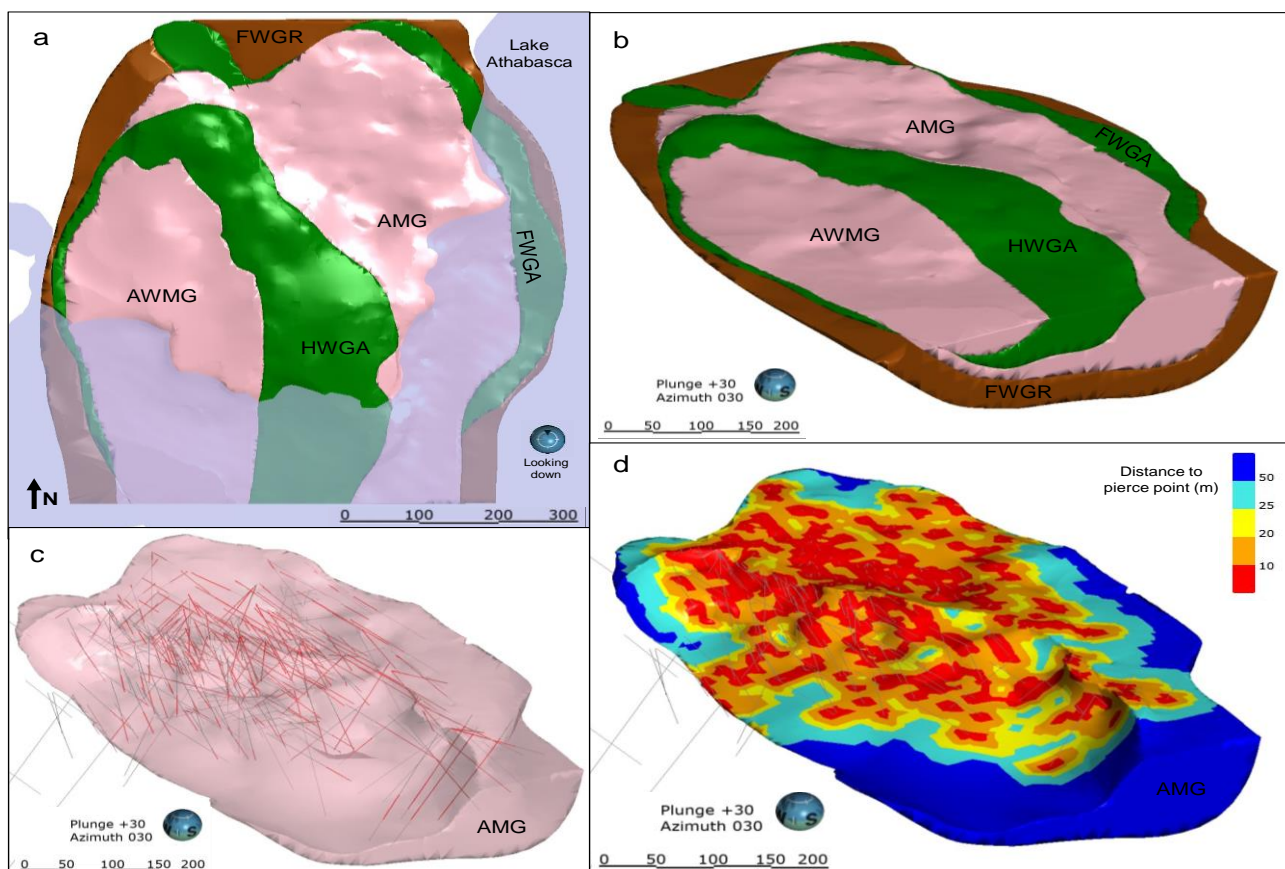 a
FWGR
Lake
Athabasca
AMG
FWGA
AWMG
HWGA
Looking
down
N
0 100 200 300
b
AMG
FWGA
AWMG
HWGA
FWGR
Plunge +30
Azimuth 030
S
0 50 100 150 200
c
AMG
Plunge +30
Azimuth 030
S
0 50 100 150 200
d
Distance to
pierce point (m)
50
25
20
10
AMG
Plunge +30
Azimuth 030
S
0 50 100 150 200